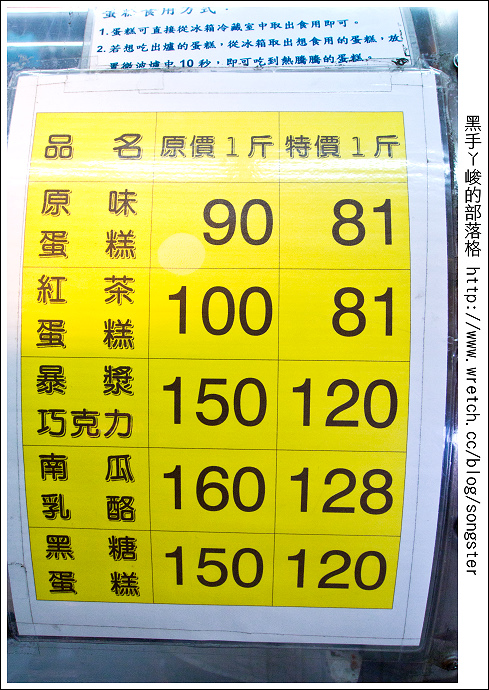 蛋糕食用方式：
1.蛋糕可直接從冰箱冷藏室中取出食用即可。
2.若想吃出爐的蛋糕，從冰箱取出想食用的蛋糕，放
置微波爐中10秒，即可吃到熱騰騰的蛋糕。
品名 原價1斤 特價1斤
原味蛋糕 90 81
紅茶蛋糕 100 81
暴漿巧克力 150 120
南瓜乳酪 160 128
黑糖蛋糕 150 120
黑手ㄚ峻的部落格 http://www.wretch.cc/blog/songster